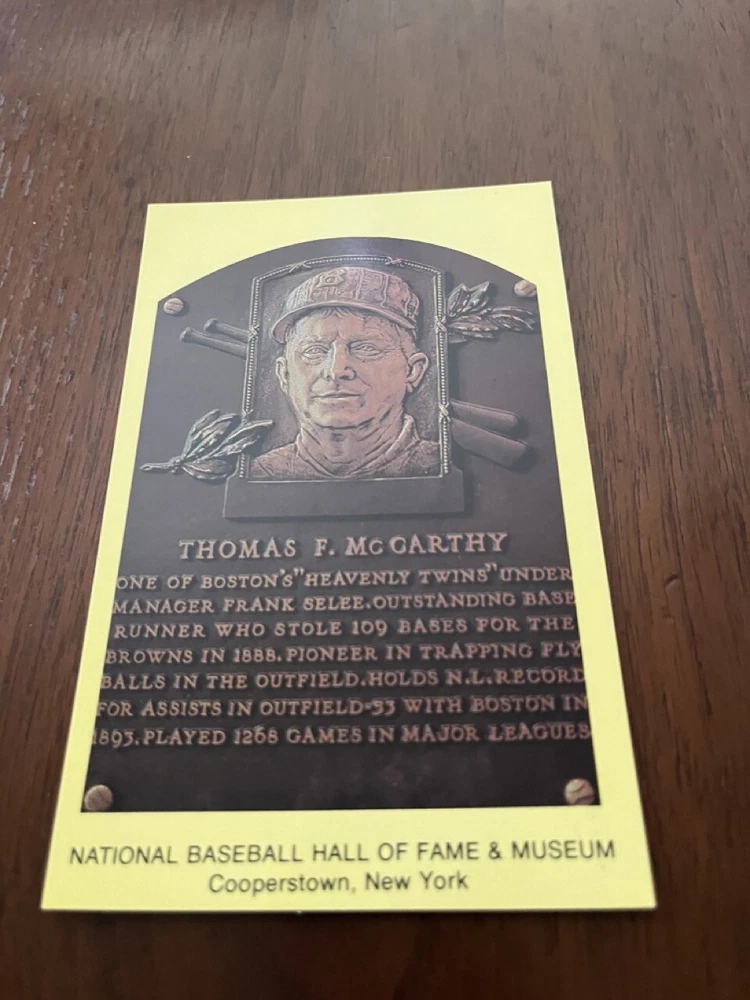 THOMAS F. McCARTHY
ONE OF BOSTON'S "HEAVENLY TWINS" UNDER
MANAGER FRANK SELEE. OUTSTANDING BASE
RUNNER WHO STOLE 109 BASES FOR THE
BROWNS IN 1888. PIONEER IN TRAPPING FLY
BALLS IN THE OUTFIELD. HOLDS N.L. RECORD
FOR ASSISTS IN OUTFIELD-53 WITH BOSTON IN
1893. PLAYED 1268 GAMES IN MAJOR LEAGUES
NATIONAL BASEBALL HALL OF FAME & MUSEUM
Cooperstown, New York